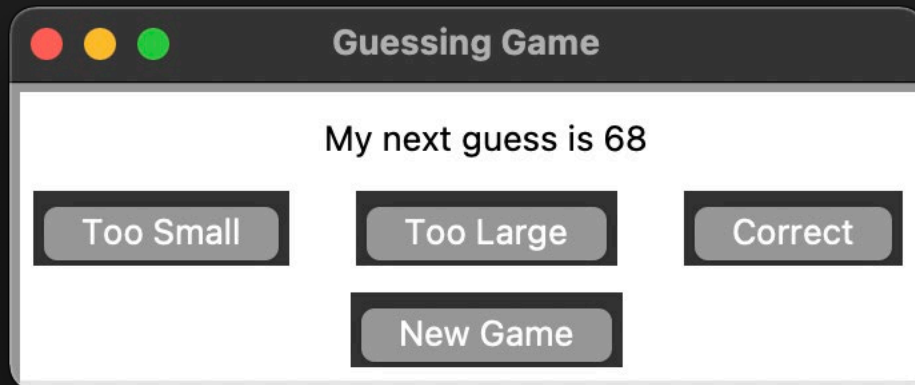 Guessing Game
My next guess is 68
Too Small Too Large Correct
New Game